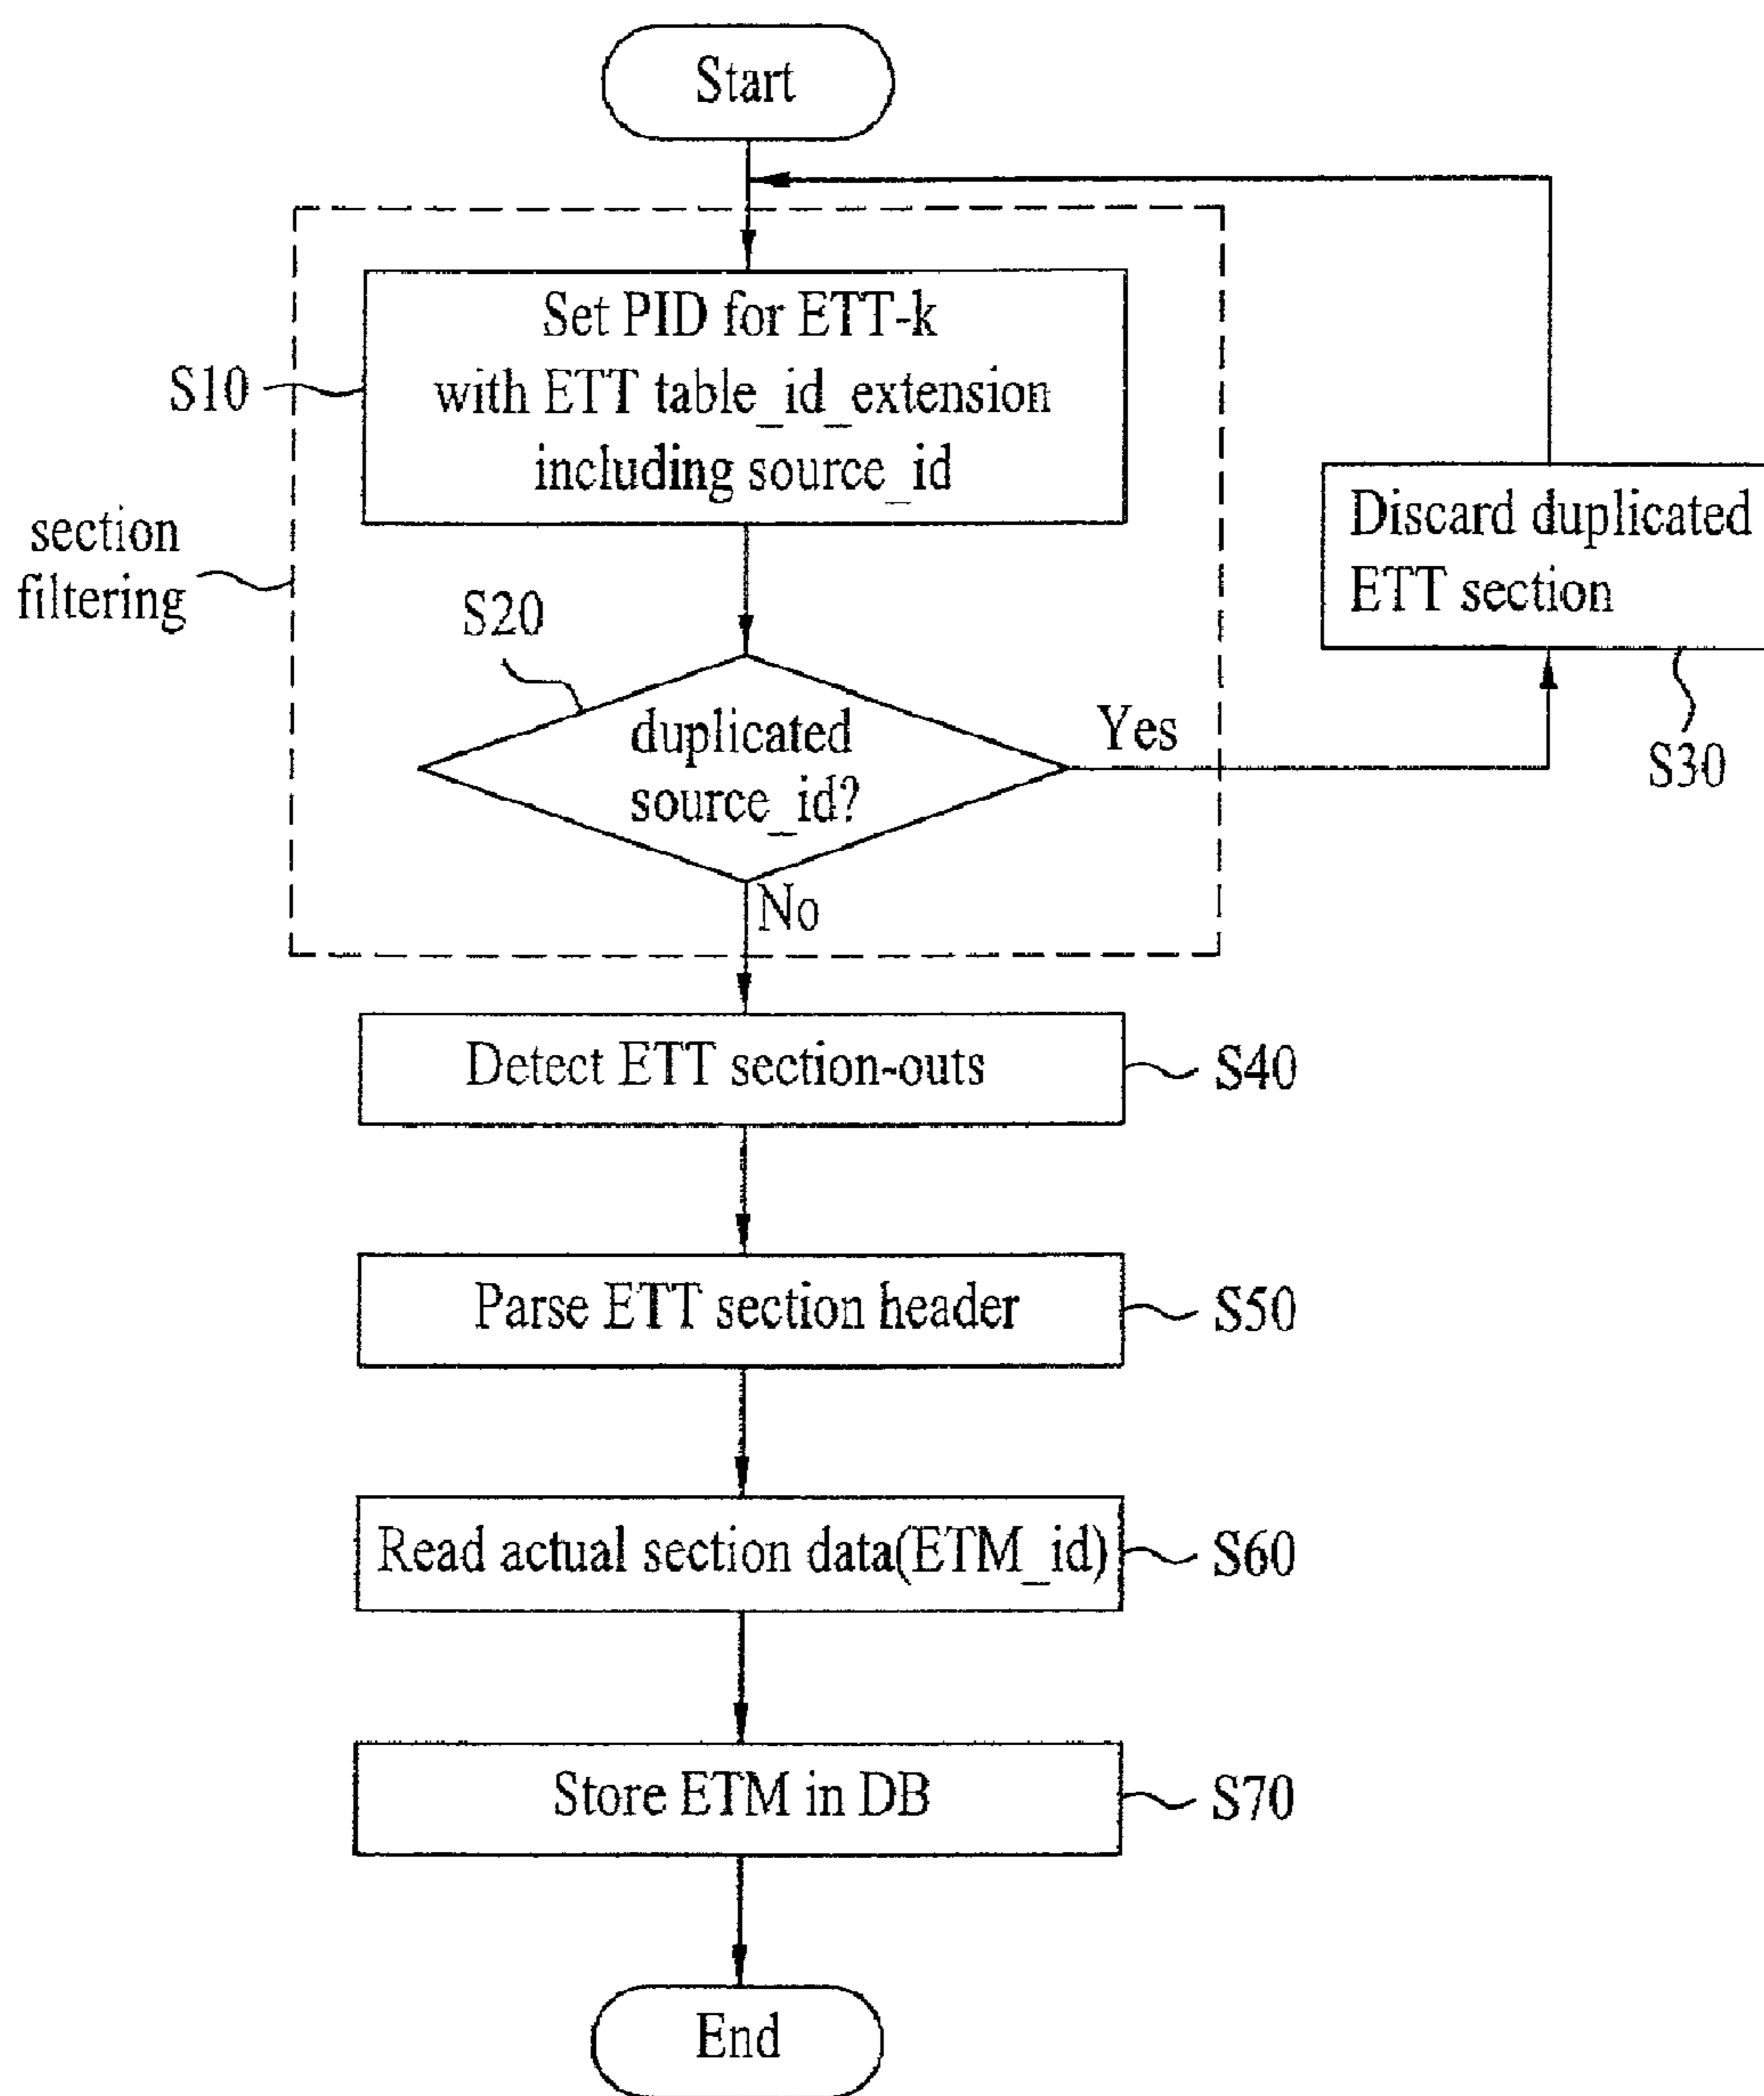 Start
Set PID for ETT-k
with ETT table_id_extension
including source_id
S10
section
filtering
Discard duplicated
ETT section
S30
S20
duplicated
source_id?
Yes
No
Detect ETT section-outs
S40
Parse ETT section header
S50
Read actual section data(ETM_id)
S60
Store ETM in DB
S70
End